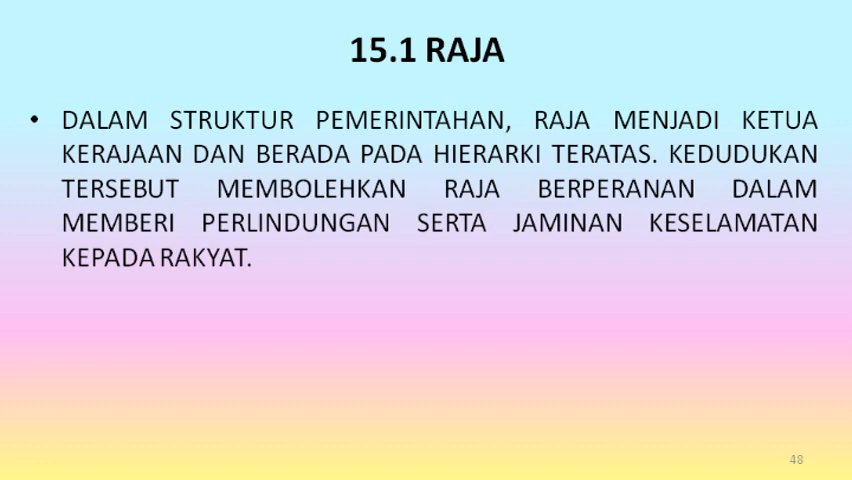 15.1 RAJA
• DALAM STRUKTUR PEMERINTAHAN, RAJA MENJADI KETUA
KERAJAAN DAN BERADA PADA HIERARKI TERATAS. KEDUDUKAN
TERSEBUT MEMBOLEHKAN RAJA BERPERANAN DALAM
MEMBERI PERLINDUNGAN SERTA JAMINAN KESELAMATAN
KEPADA RAKYAT.
48